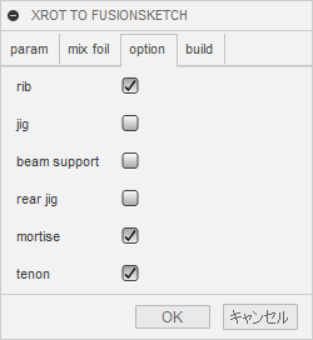 XROT TO FUSIONSKETCH
param mix foil option build
rib
jig
beam support
rear jig
mortise
tenon
OK キャンセル